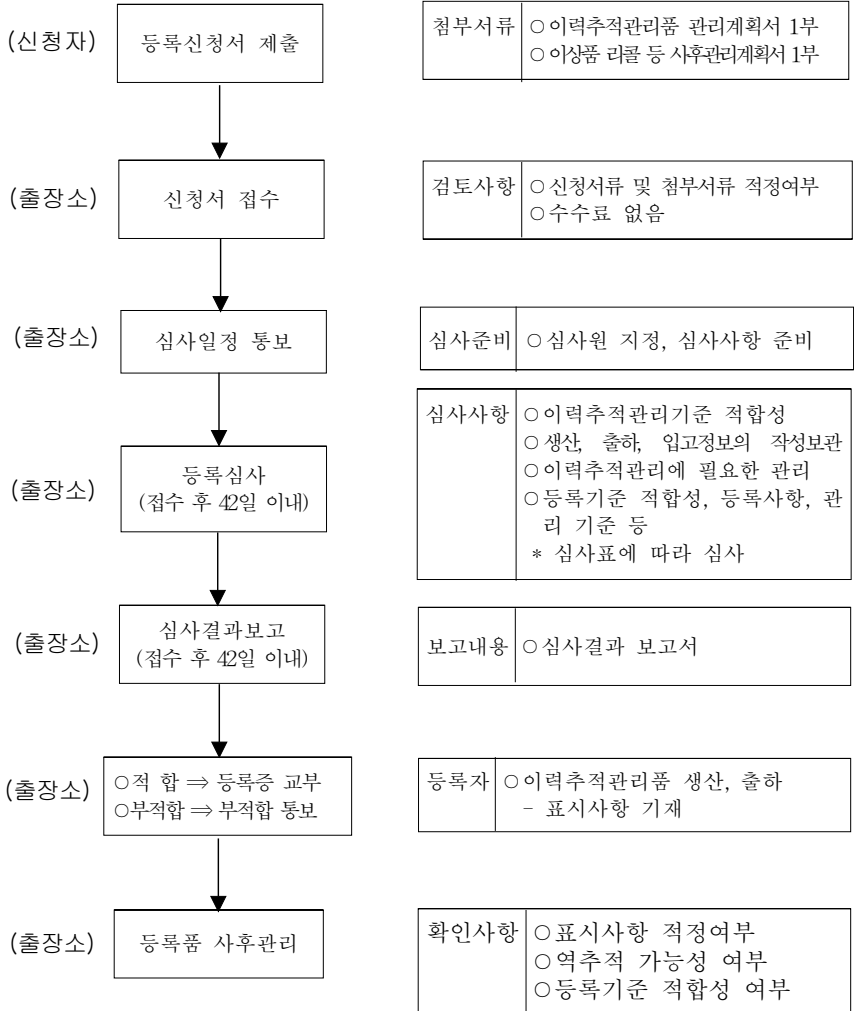 (신청자)
등록신청서 제출
첨부서류
○이력추적관리품 관리계획서 1부
○이상품 리콜 등 사후관리계획서 1부
(출장소)
신청서 접수
검토사항
○신청서류 및 첨부서류 적정여부
○수수료 없음
(출장소)
심사일정 통보
심사준비
○심사원 지정, 심사사항 준비
(출장소)
등록심사
(접수 후 42일 이내)
심사사항
○이력추적관리기준 적합성
○생산, 출하, 입고정보의 작성보관
○이력추적관리에 필요한 관리
○등록기준 적합성, 등록사항, 관
리 기준 등
* 심사표에 따라 심사
(출장소)
심사결과보고
(접수 후 42일 이내)
보고내용
○심사결과 보고서
(출장소)
○적 합 ⇒ 등록증 교부
○부적합 ⇒ 부적합 통보
등록자
○이력추적관리품 생산, 출하
- 표시사항 기재
(출장소)
등록품 사후관리
확인사항
○표시사항 적정여부
○역추적 가능성 여부
○등록기준 적합성 여부